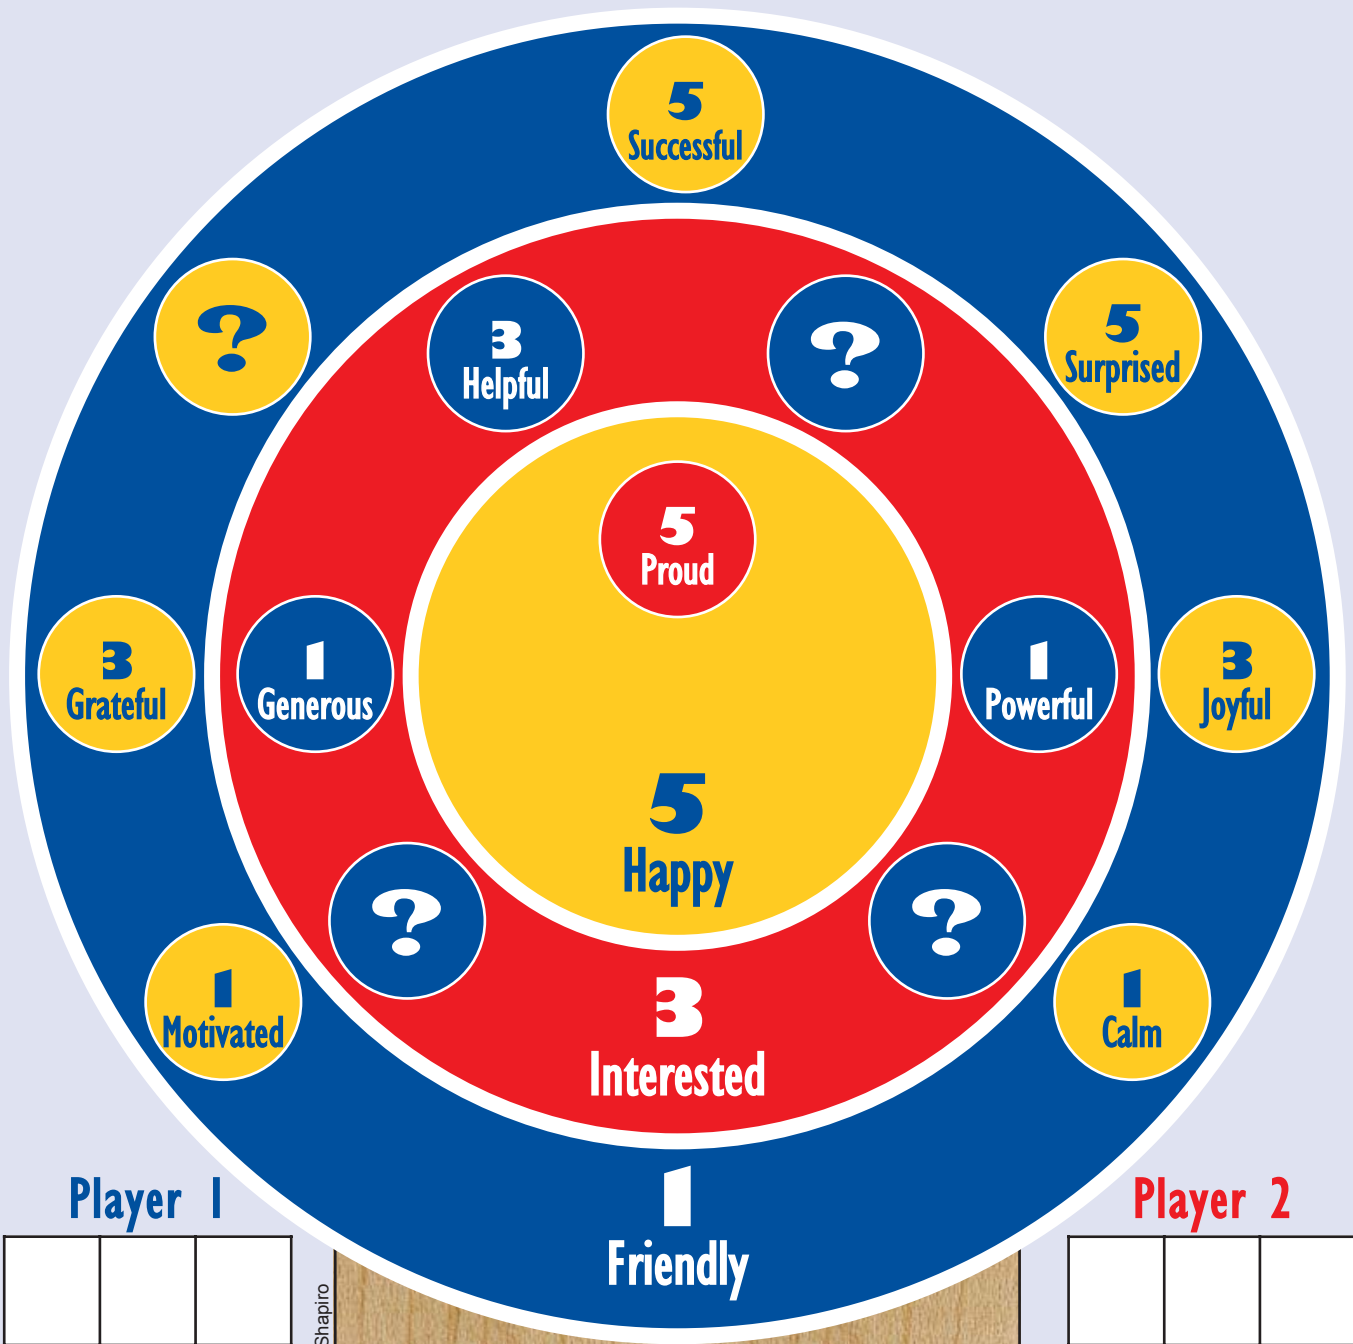 5
Successful
?
3
Helpful
?
5
Surprised
5
Proud
3
Grateful
1
Generous
1
Powerful
3
Joyful
5
Happy
?
?
1
Motivated
3
Interested
1
Calm
Player 1
1
Friendly
Player 2
Shapiro